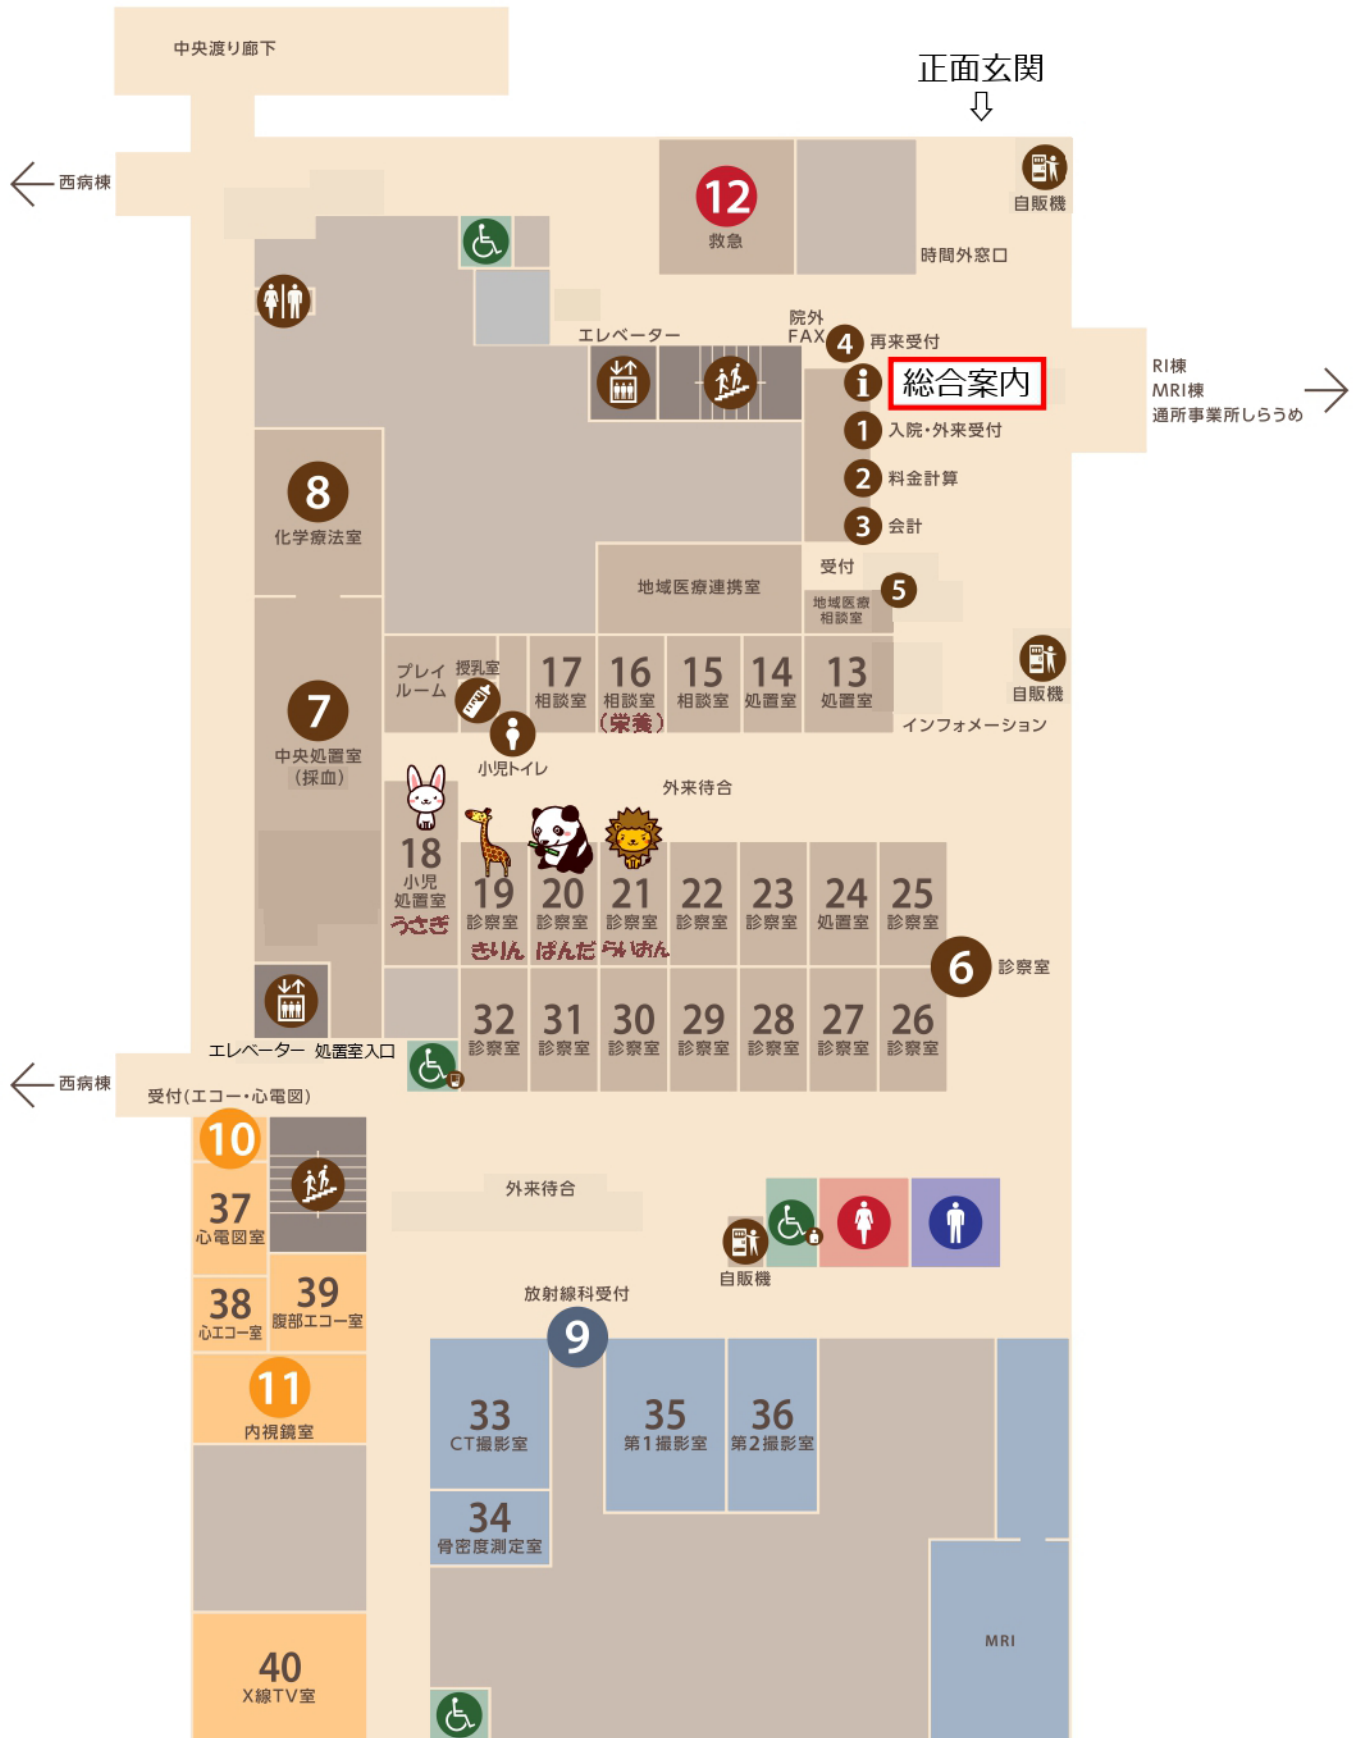 中央渡り廊下
正面玄関
西病棟
12
救急
自販機
時間外窓口
エレベーター
院外
FAX
4 再来受付
i 総合案内
RI棟
MRI棟
通所事業所しらうめ
1 入院・外来受付
2 料金計算
3 会計
8
化学療法室
受付
5
地域医療連携室
地域医療
相談室
プレイ
ルーム
授乳室
17
相談室
16
相談室
(栄養)
15
相談室
14
処置室
13
処置室
自販機
インフォメーション
7
中央処置室
(採血)
小児トイレ
外来待合
18
小児
処置室
うさぎ
19
診察室
きりん
20
診察室
ぱんだ
21
診察室
らいおん
22
診察室
23
診察室
24
処置室
25
診察室
6 診察室
32
診察室
31
診察室
30
診察室
29
診察室
28
診察室
27
診察室
26
診察室
エレベーター 処置室入口
西病棟
受付(エコー・心電図)
10
37
心電図室
38
心エコー室
39
腹部エコー室
外来待合
自販機
放射線科受付
9
11
内視鏡室
33
CT撮影室
35
第1撮影室
36
第2撮影室
34
骨密度測定室
MRI
40
X線TV室